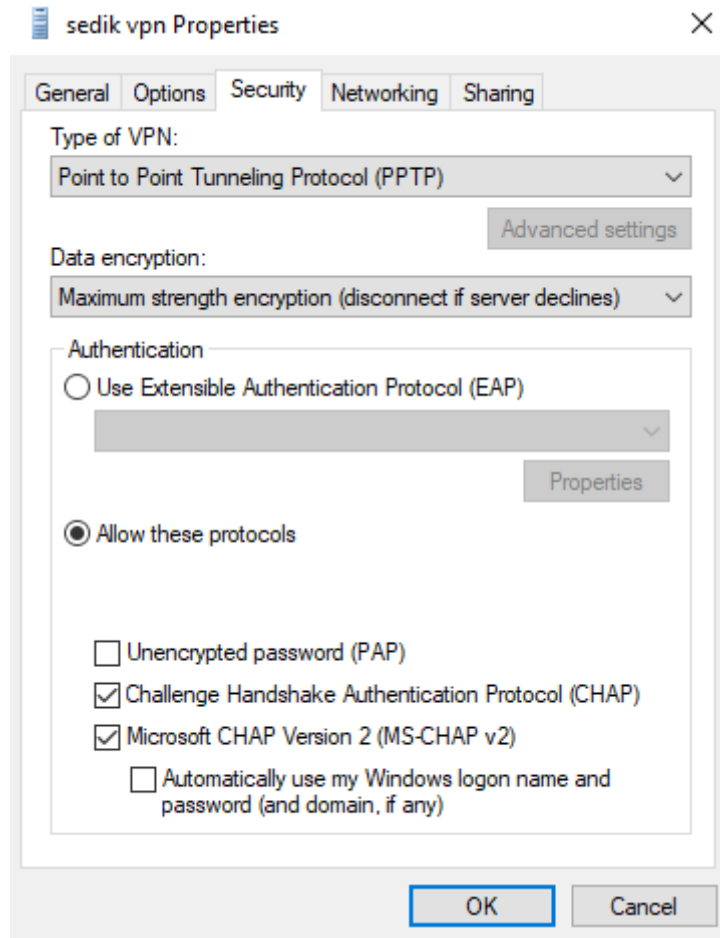 sedik vpn Properties
General Options Security Networking Sharing
Type of VPN:
Point to Point Tunneling Protocol (PPTP)
Advanced settings
Data encryption:
Maximum strength encryption (disconnect if server declines)
Authentication
Use Extensible Authentication Protocol (EAP)
Properties
Allow these protocols
Unencrypted password (PAP)
Challenge Handshake Authentication Protocol (CHAP)
Microsoft CHAP Version 2 (MS-CHAP v2)
Automatically use my Windows logon name and
password (and domain, if any)
OK Cancel